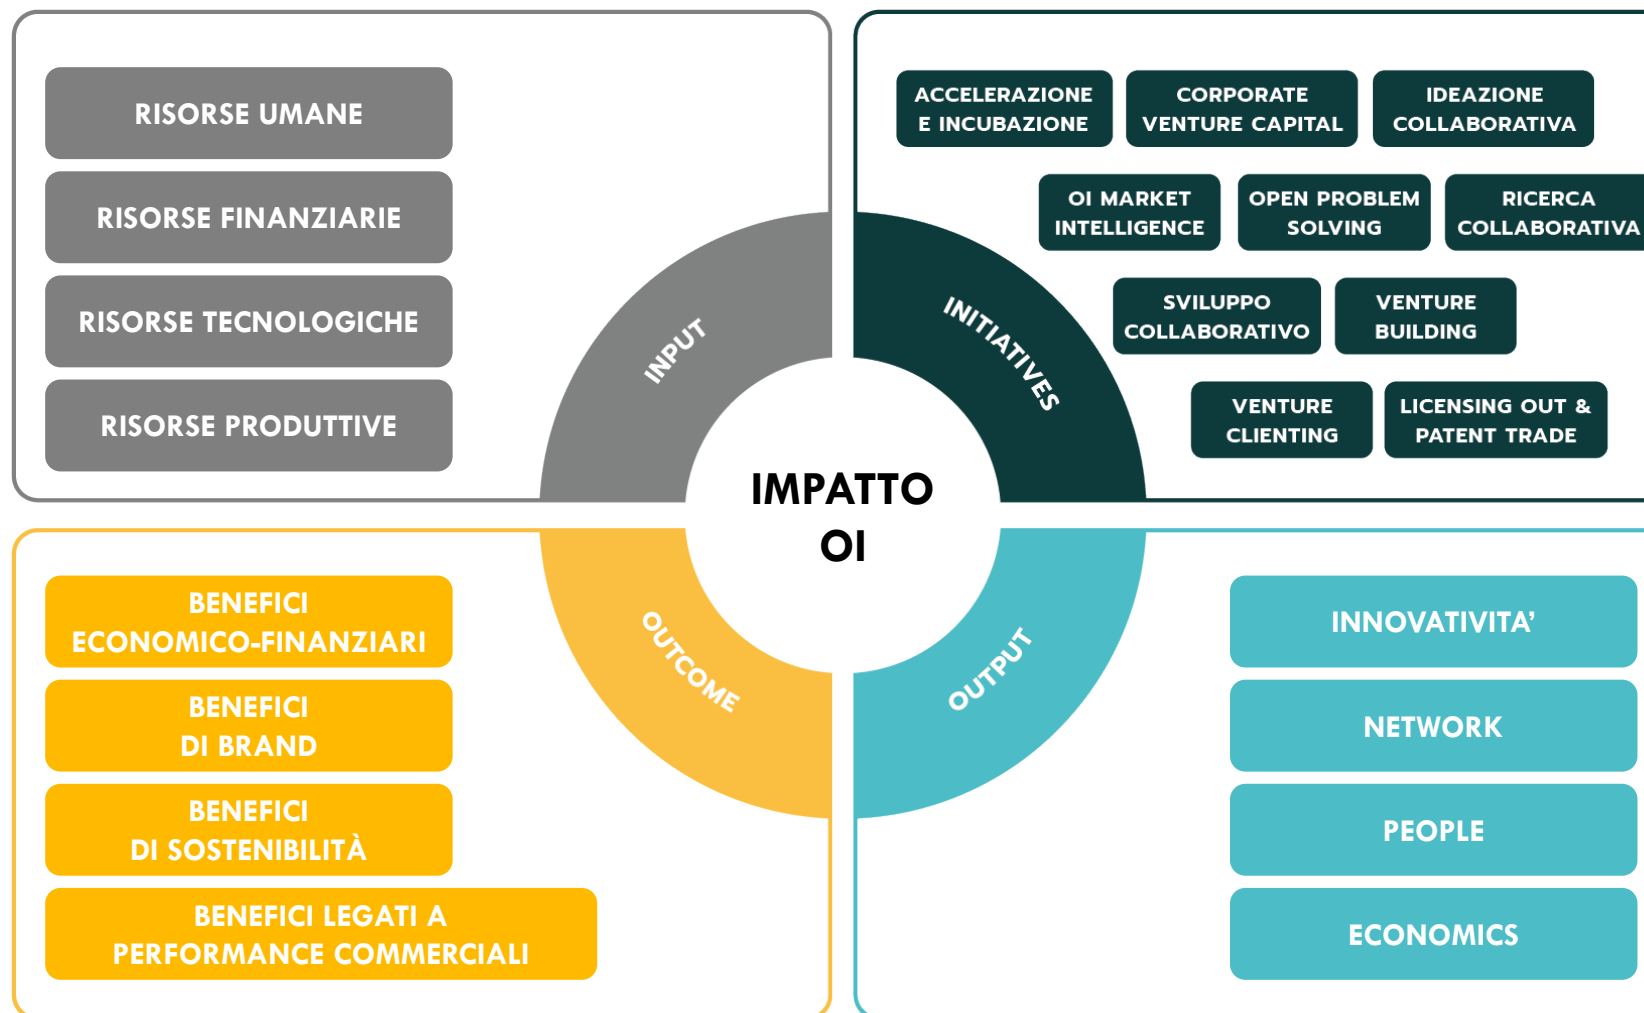 RISORSE UMANE
RISORSE FINANZIARIE
RISORSE TECNOLOGICHE
RISORSE PRODUTTIVE
INPUT
ACCELERAZIONE
E INCUBAZIONE
CORPORATE
VENTURE CAPITAL
IDEAZIONE
COLLABORATIVA
OI MARKET
INTELLIGENCE
OPEN PROBLEM
SOLVING
RICERCA
COLLABORATIVA
SVILUPPO
COLLABORATIVO
VENTURE
BUILDING
VENTURE
CLIENTING
LICENSING OUT &
PATENT TRADE
INITIATIVES
IMPATTO
OI
BENEFICI
ECONOMICO-FINANZIARI
BENEFICI
DI BRAND
BENEFICI
DI SOSTENIBILITÀ
BENEFICI LEGATI A
PERFORMANCE COMMERCIALI
OUTCOME
OUTPUT
INNOVATIVITA’
NETWORK
PEOPLE
ECONOMICS